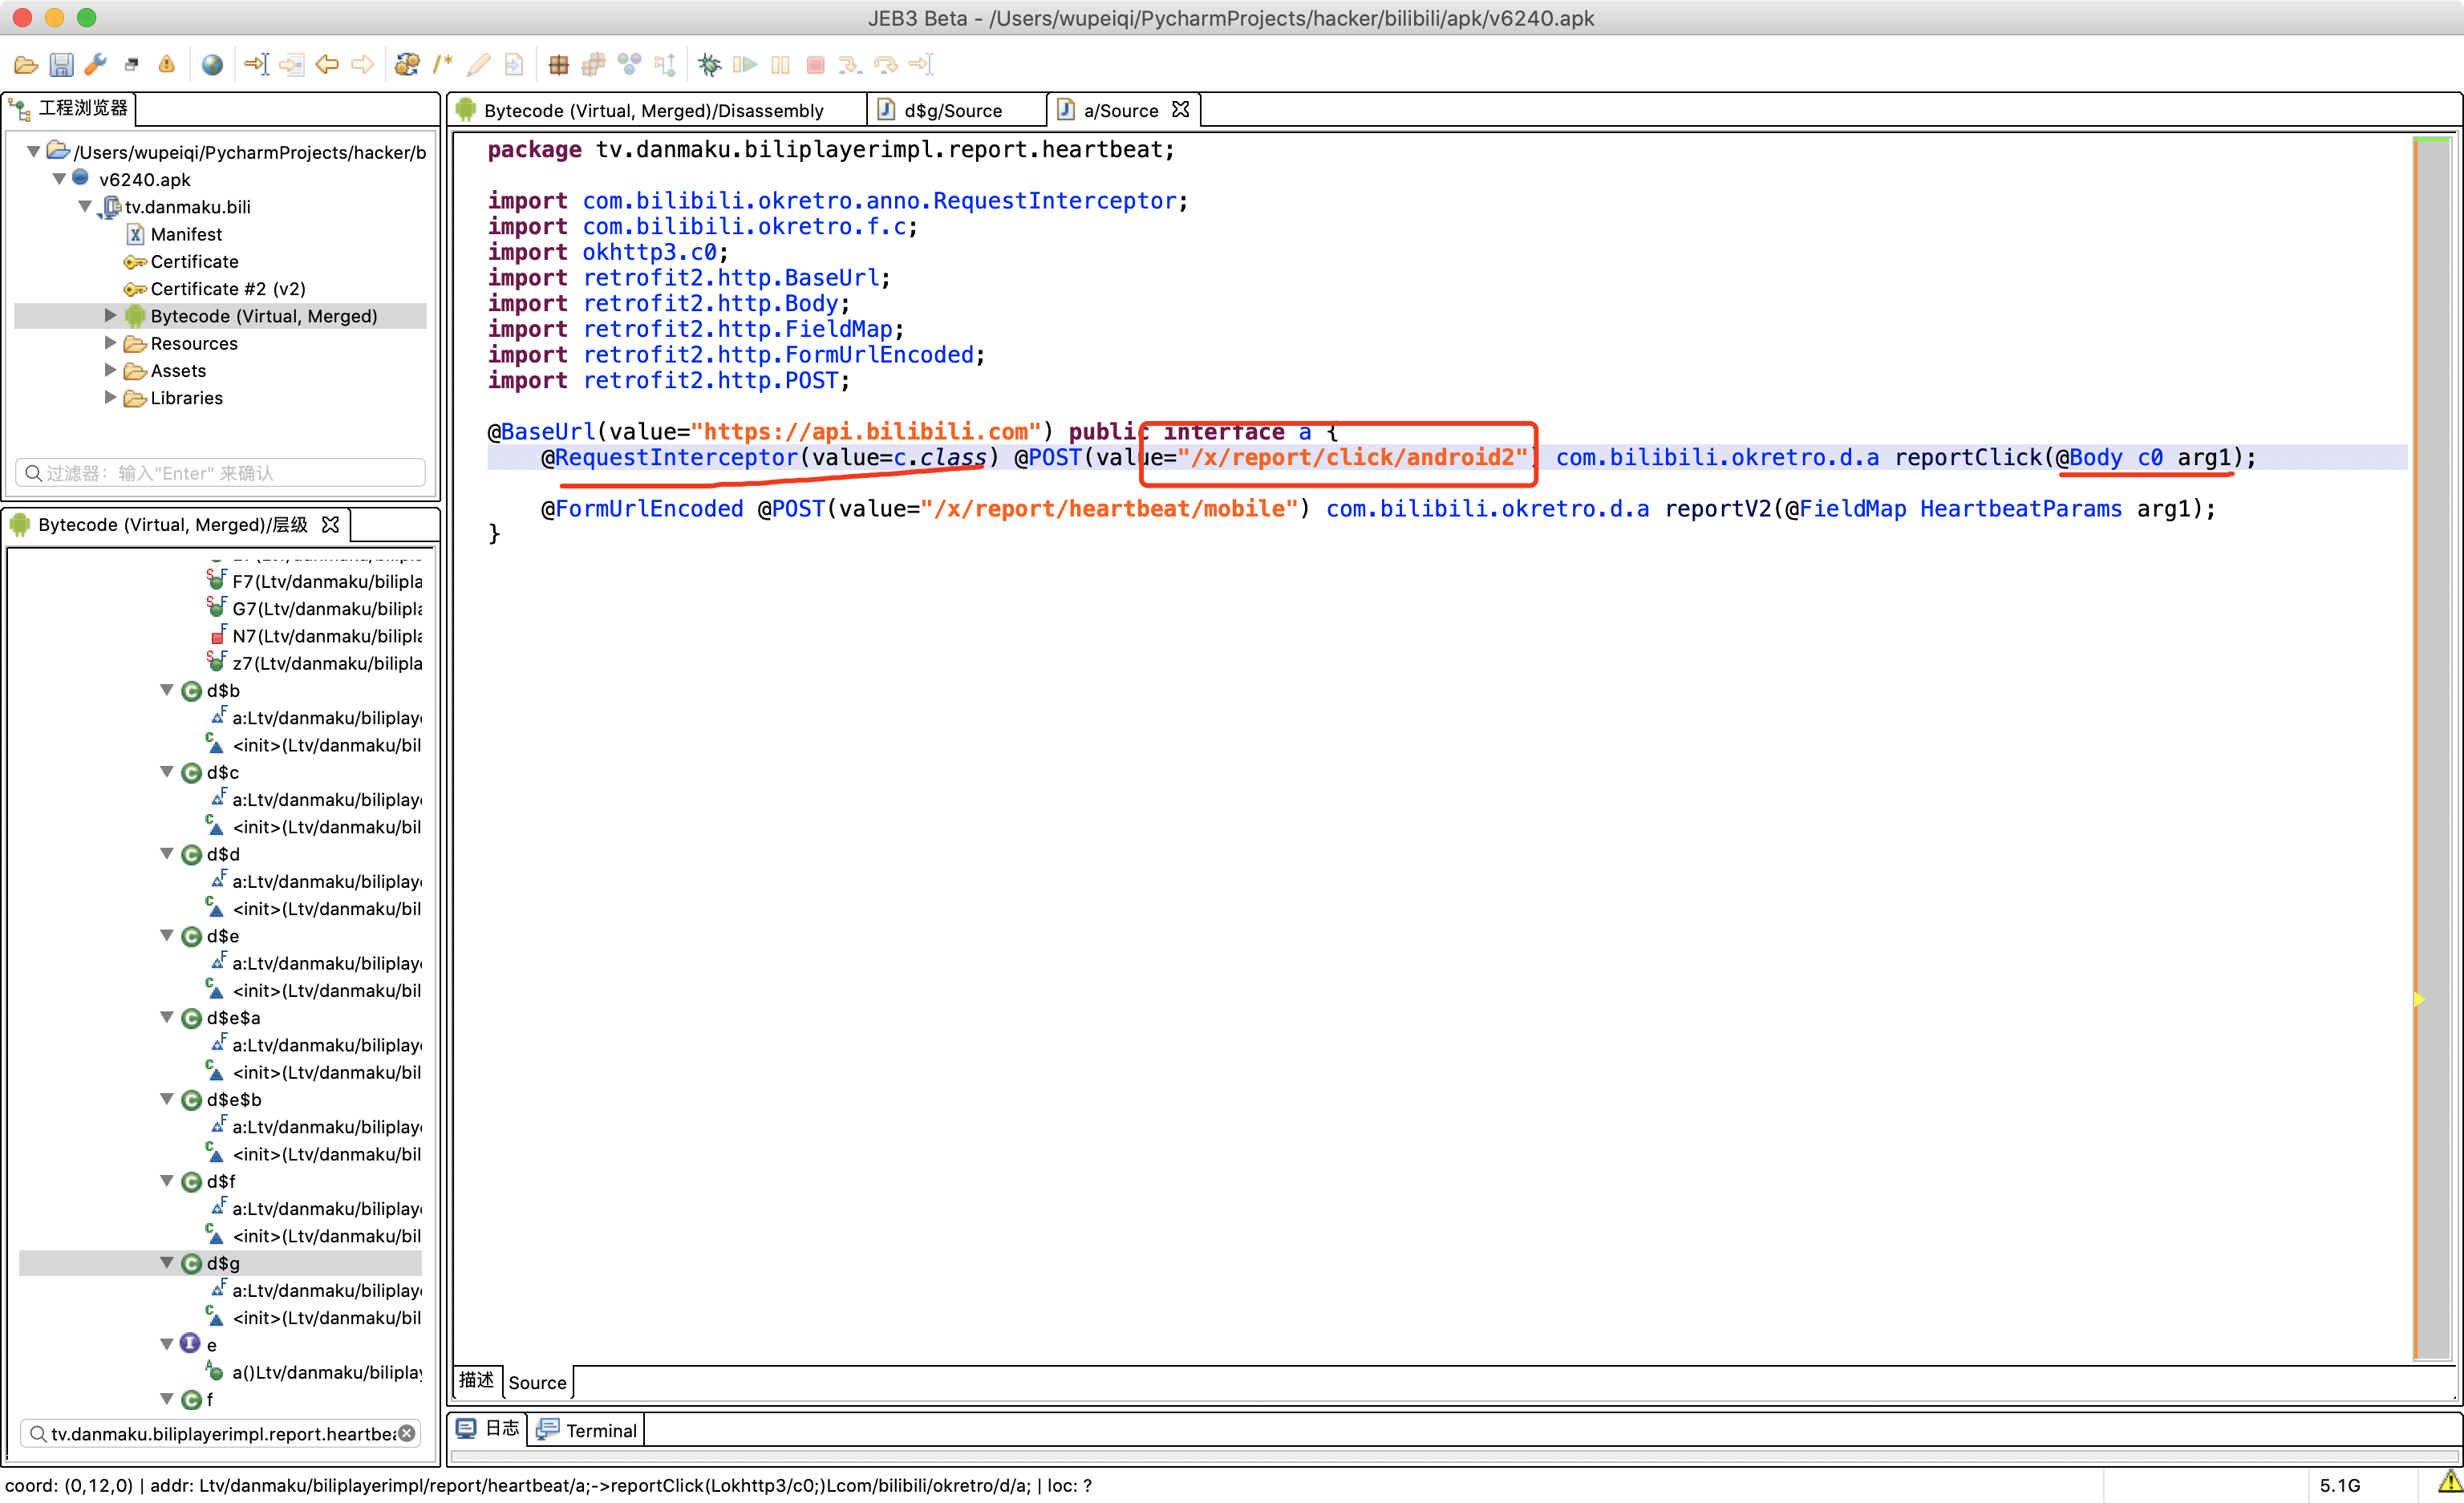 JEB3 Beta - /Users/wupeiqi/PycharmProjects/hacker/bilibili/apk/v6240.apk
工程浏览器
/Users/wupeiqi/PycharmProjects/hacker/b
v6240.apk
tv.danmaku.bili
Manifest
Certificate
Certificate #2 (v2)
Bytecode (Virtual, Merged)
Resources
Assets
Libraries
过滤器: 输入"Enter" 来确认
Bytecode (Virtual, Merged)/层级
F7(Ltv/danmaku/bilipla
G7(Ltv/danmaku/bilipla
N7(Ltv/danmaku/bilipla
z7(Ltv/danmaku/bilipla
d$b
a:Ltv/danmaku/biliplaye
<init>(Ltv/danmaku/bil
d$c
a:Ltv/danmaku/biliplaye
<init>(Ltv/danmaku/bil
d$d
a:Ltv/danmaku/biliplaye
<init>(Ltv/danmaku/bil
d$e
a:Ltv/danmaku/biliplaye
<init>(Ltv/danmaku/bil
d$e$a
a:Ltv/danmaku/biliplaye
<init>(Ltv/danmaku/bil
d$e$b
a:Ltv/danmaku/biliplaye
<init>(Ltv/danmaku/bil
d$f
a:Ltv/danmaku/biliplaye
<init>(Ltv/danmaku/bil
d$g
a:Ltv/danmaku/biliplaye
<init>(Ltv/danmaku/bil
e
a()Ltv/danmaku/biliplay
f
tv.danmaku.biliplayerimpl.report.heartbea
Bytecode (Virtual, Merged)/Disassembly
d$g/Source
a/Source
package tv.danmaku.biliplayerimpl.report.heartbeat;
import com.bilibili.okretro.anno.RequestInterceptor;
import com.bilibili.okretro.f.c;
import okhttp3.c0;
import retrofit2.http.BaseUrl;
import retrofit2.http.Body;
import retrofit2.http.FieldMap;
import retrofit2.http.FormUrlEncoded;
import retrofit2.http.POST;
@BaseUrl(value="https://api.bilibili.com") public interface a {
@RequestInterceptor(value=c.class) @POST(value="/x/report/click/android2") com.bilibili.okretro.d.a reportClick(@Body c0 arg1);
@FormUrlEncoded @POST(value="/x/report/heartbeat/mobile") com.bilibili.okretro.d.a reportV2(@FieldMap HeartbeatParams arg1);
}
描述
Source
日志
Terminal
coord: (0,12,0) | addr: Ltv/danmaku/biliplayerimpl/report/heartbeat/a;->reportClick(Lokhttp3/c0;)Lcom/bilibili/okretro/d/a; | loc: ?
5.1G